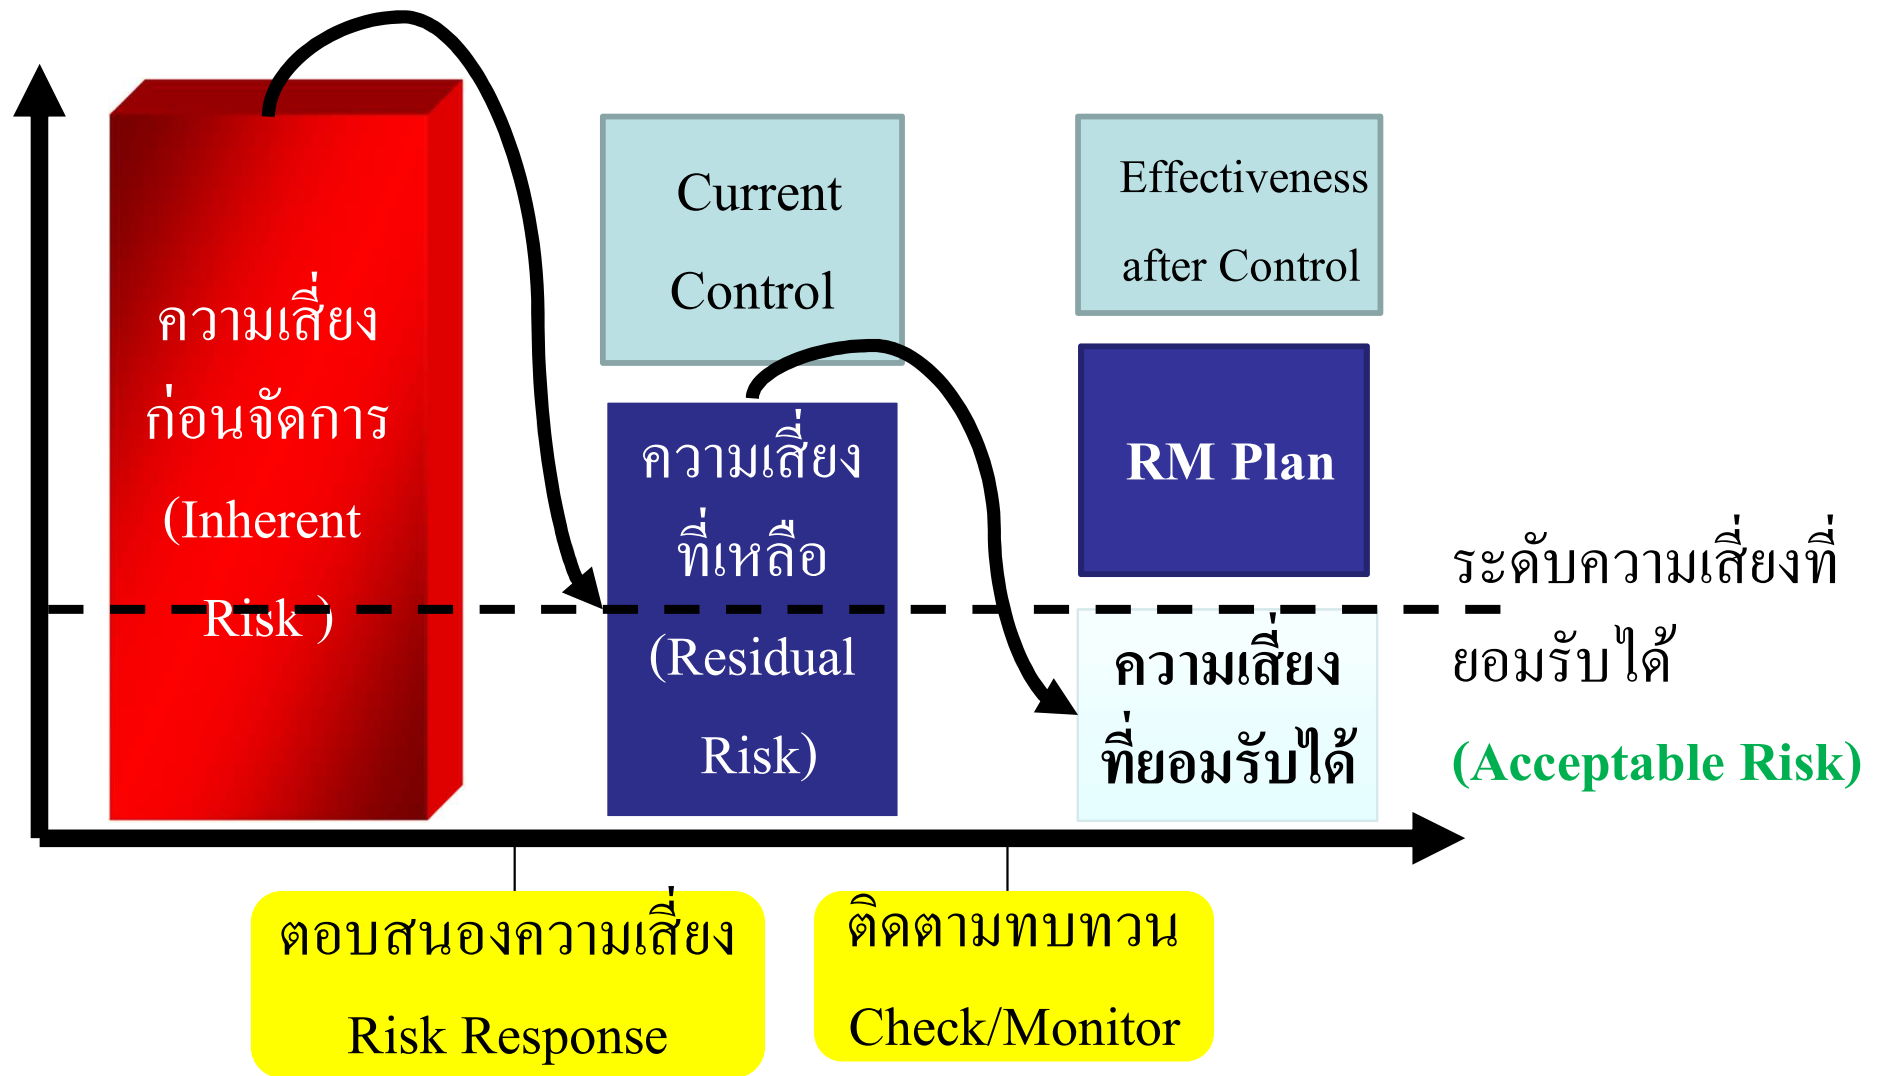 ความเสี่ยง
ก่อนจัดการ
(Inherent
Risk )
Current
Control
ความเสี่ยง
ที่เหลือ
(Residual
Risk)
Effectiveness
after Control
RM Plan
ความเสี่ยง
ที่ยอมรับได้
ระดับความเสี่ยงที่
ยอมรับได้
(Acceptable Risk)
ตอบสนองความเสี่ยง
Risk Response
ติดตามทบทวน
Check/Monitor